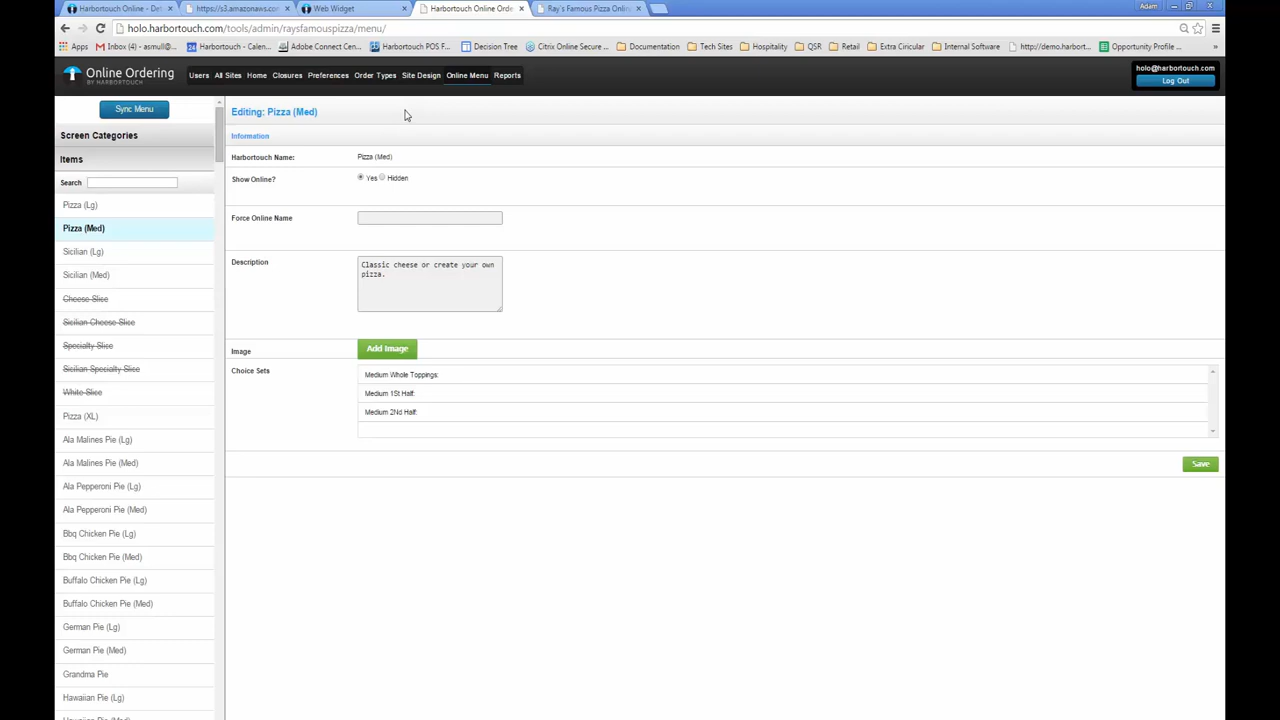 Harbortouch Online - Det
https://s3.amazonaws.co
Web Widget
Harbortouch Online Orde
Ray's Famous Pizza Onlin
Adam
holo.harbortouch.com/tools/admin/raysfamouspizza/menu/
Apps
Inbox (4) - asmull@...
Harbortouch - Calen...
Adobe Connect Cen...
Harbortouch POS F...
Decision Tree
Citrix Online Secure ...
Documentation
Tech Sites
Hospitality
QSR
Retail
Extra Circular
Internal Software
http://demo.harbort...
Opportunity Profile ...
»
Online Ordering
BY HARBORTOUCH
Users
All Sites
Home
Closures
Preferences
Order Types
Site Design
Online Menu
Reports
holo@harbortouch.com
Log Out
Sync Menu
Screen Categories
Items
Search
Pizza (Lg)
Pizza (Med)
Sicilian (Lg)
Sicilian (Med)
Cheese Slice
Sicilian Cheese Slice
Specialty Slice
Sicilian Specialty Slice
White Slice
Pizza (XL)
Ala Malines Pie (Lg)
Ala Malines Pie (Med)
Ala Pepperoni Pie (Lg)
Ala Pepperoni Pie (Med)
Bbq Chicken Pie (Lg)
Bbq Chicken Pie (Med)
Buffalo Chicken Pie (Lg)
Buffalo Chicken Pie (Med)
German Pie (Lg)
German Pie (Med)
Grandma Pie
Hawaiian Pie (Lg)
Editing: Pizza (Med)
Information
Harbortouch Name:
Pizza (Med)
Show Online?
Yes
Hidden
Force Online Name
Description
Classic cheese or create your own
pizza.
Image
Add Image
Choice Sets
Medium Whole Toppings:
Medium 1St Half:
Medium 2Nd Half:
Save